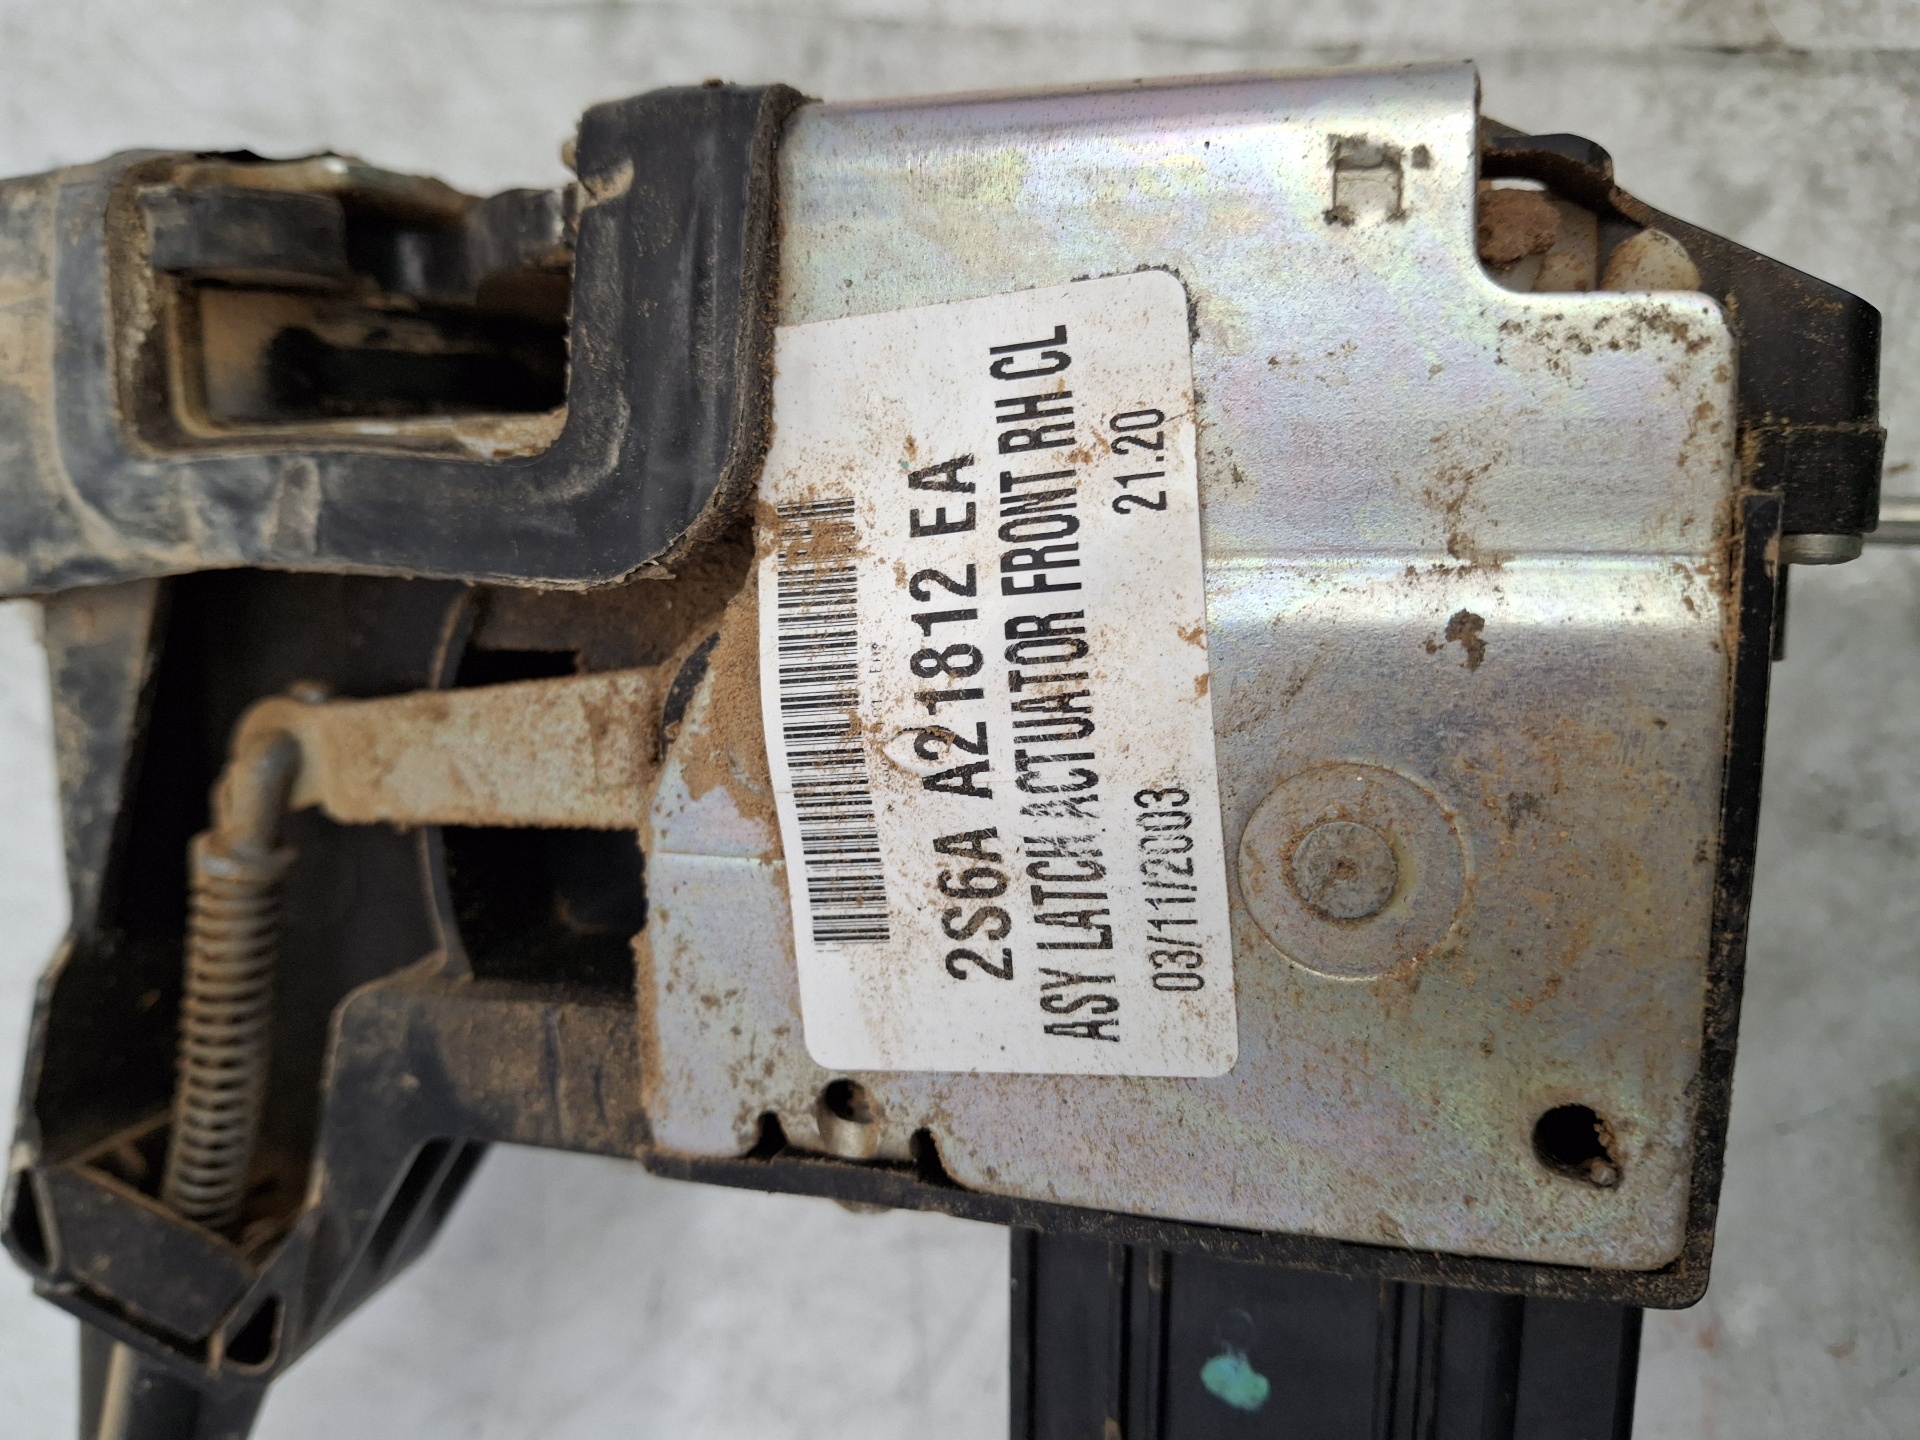 2S6A A21812 EA
ASY LATCH ACTUATOR FRONT RH CL
03/11/2003 21.20